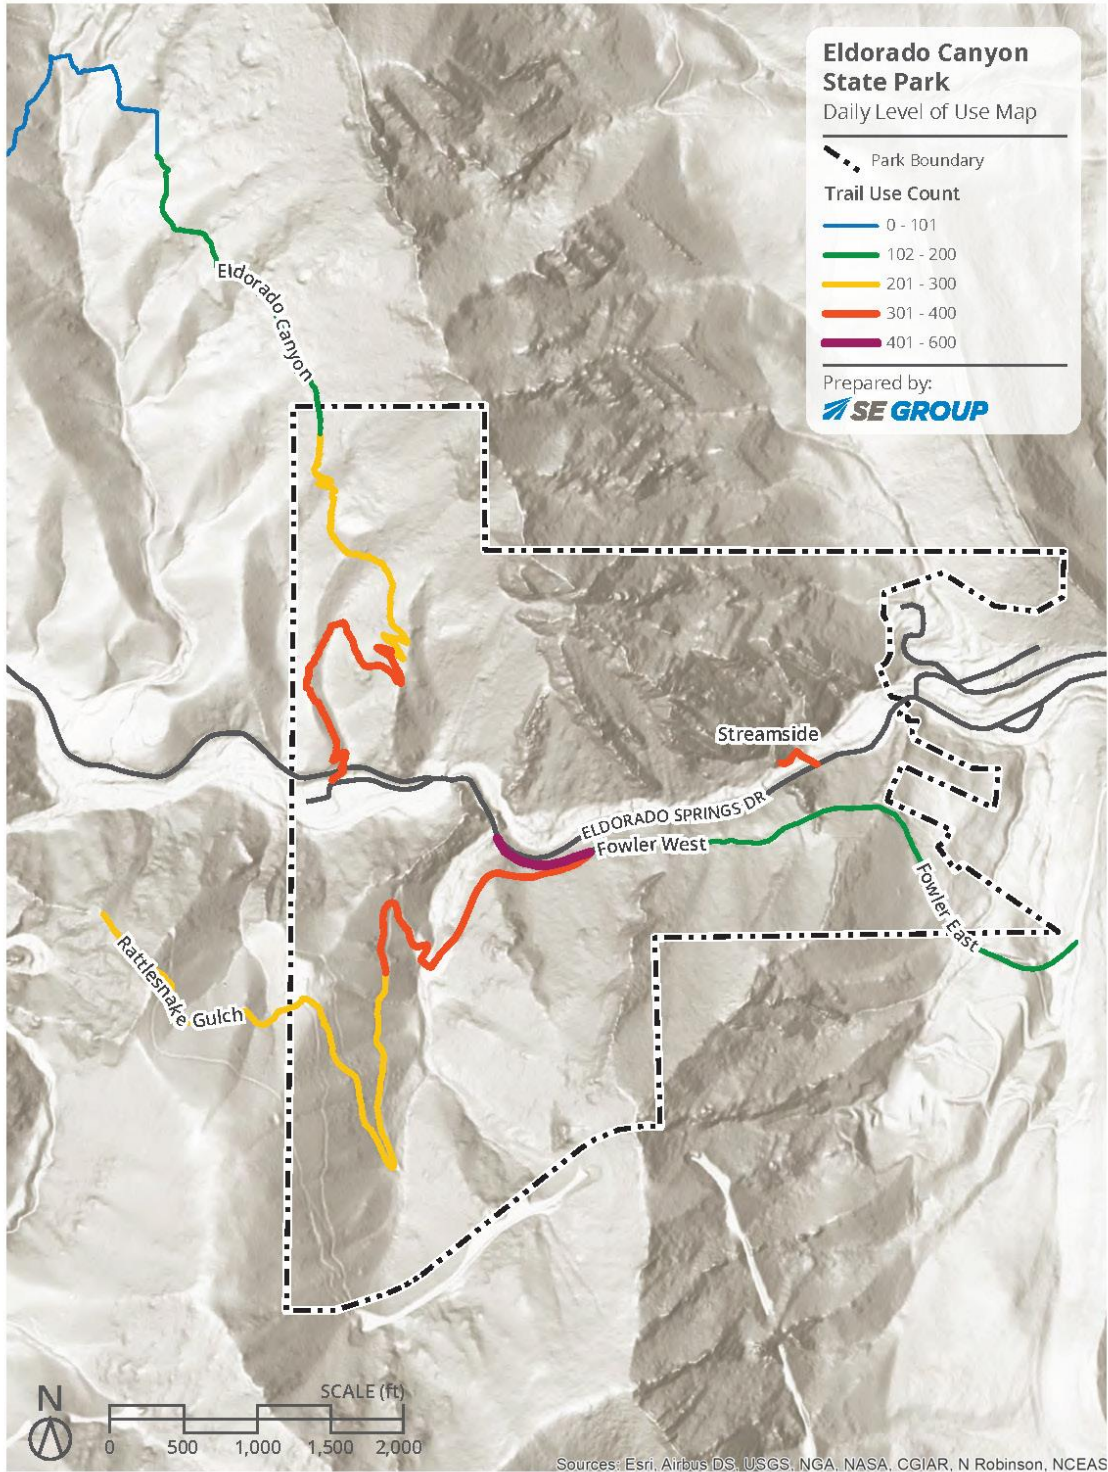 Eldorado Canyon
State Park
Daily Level of Use Map
Park Boundary
Trail Use Count
0 - 101
102 - 200
201 - 300
301 - 400
401 - 600
Prepared by:
SE GROUP
Eldorado Canyon
Streamside
ELDORADO SPRINGS DR
Fowler West
Fowler East
Rattlesnake Gulch
N
SCALE (ft)
0 500 1,000 1,500 2,000
Sources: Esri, Airbus DS, USGS, NGA, NASA, CGIAR, N Robinson, NCEAS